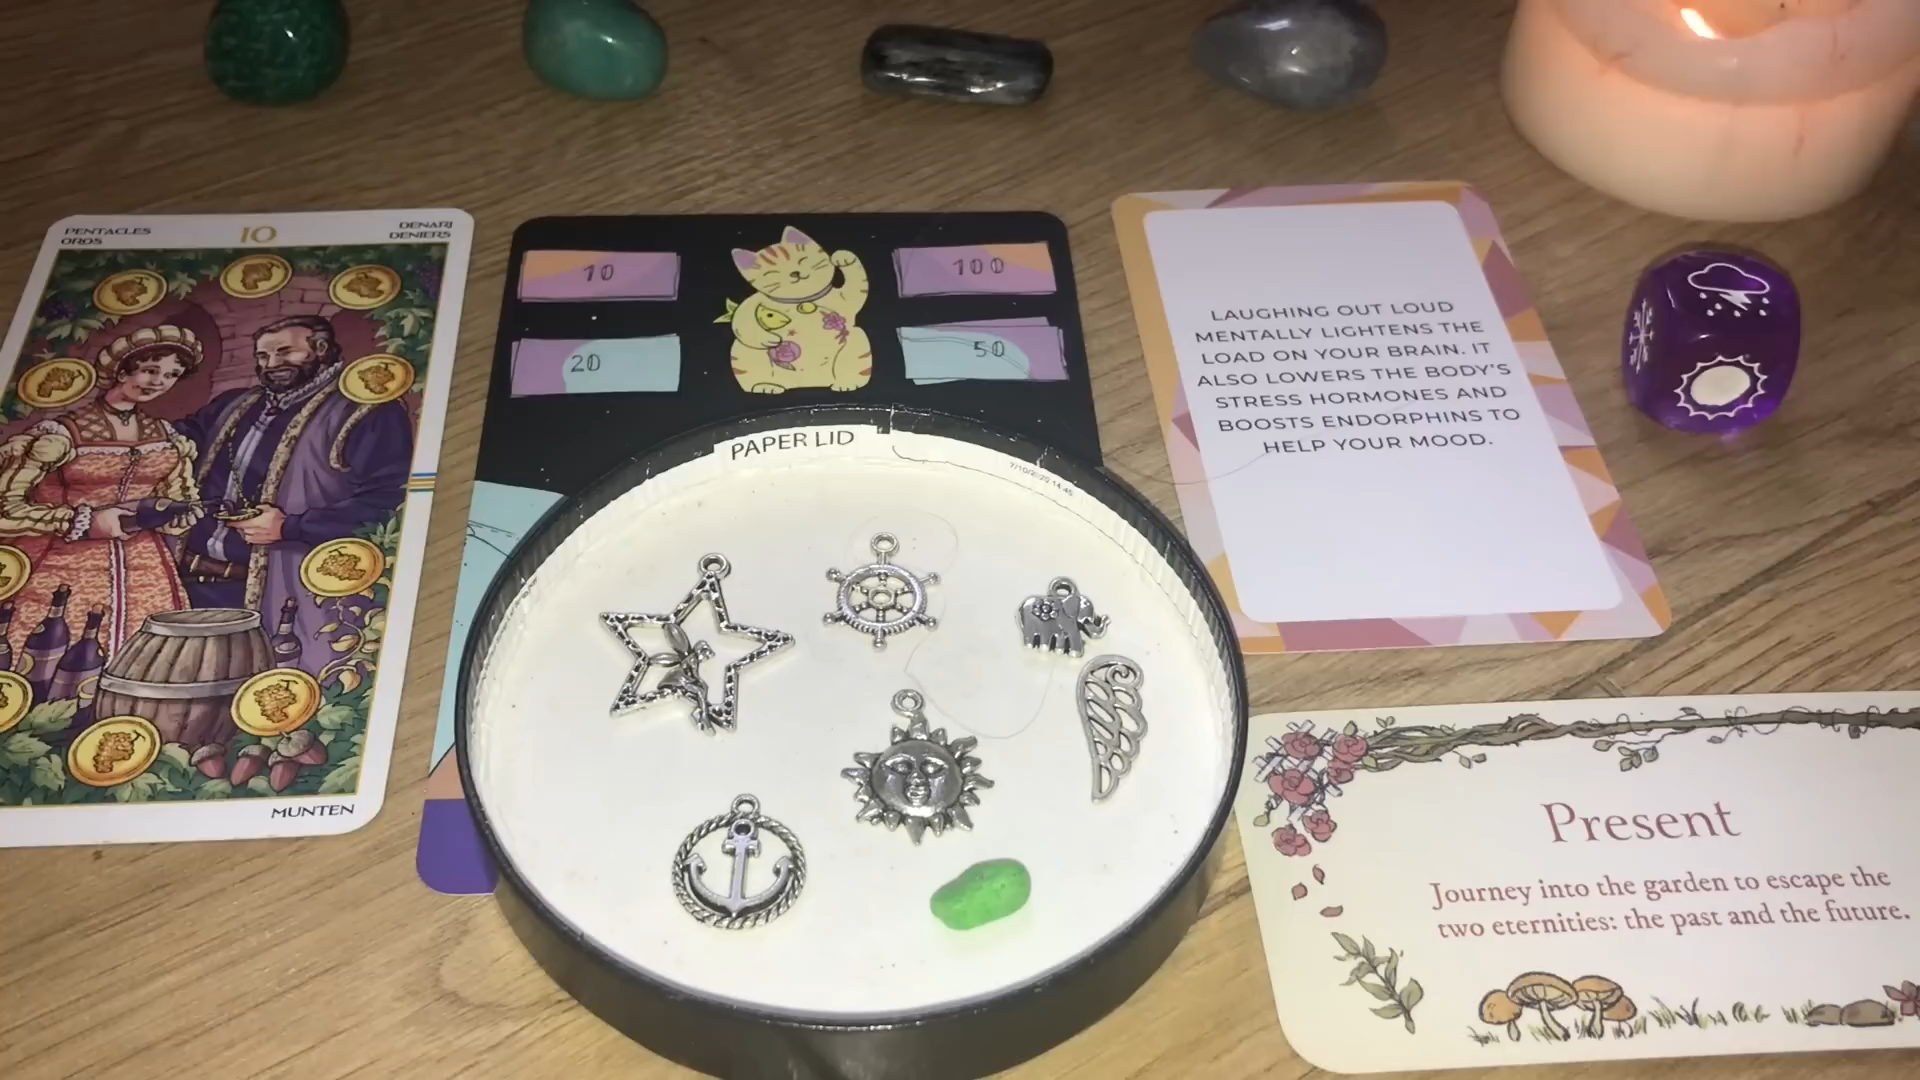 PENTACLES
OROS
10
DENARI
DENIERS
MUNTEN
10
100
20
50
PAPER LID
LAUGHING OUT LOUD
MENTALLY LIGHTENS THE
LOAD ON YOUR BRAIN. IT
ALSO LOWERS THE BODY'S
STRESS HORMONES AND
BOOSTS ENDORPHINS TO
HELP YOUR MOOD.
Present
Journey into the garden to escape the
two eternities: the past and the future.